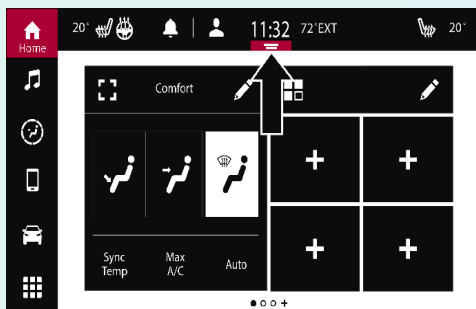 Home
20°
11:32
72°EXT
20°
Comfort
Sync
Temp
Max
A/C
Auto